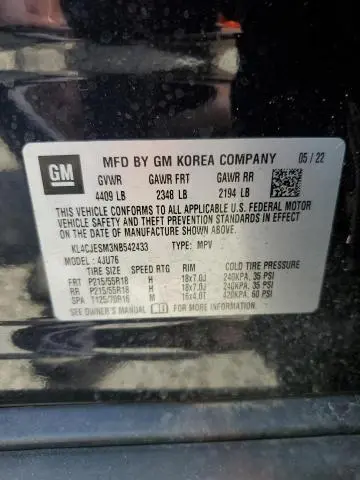 GM MFD BY GM KOREA COMPANY 05 / 22
GVWR GAWR FRT GAWR RR
4409 LB 2348 LB 2194 LB
THIS VEHICLE CONFORMS TO ALL APPLICABLE U.S. FEDERAL MOTOR
VEHICLE SAFETY AND THEFT PREVENTION STANDARDS IN EFFECT ON
THE DATE OF MANUFACTURE SHOWN ABOVE.
KL4CJESM3NB542433 TYPE: MPV
MODEL: 4JU76
TIRE SIZE SPEED RTG RIM COLD TIRE PRESSURE
FRT P215/55R18 H 18x7.0J 240KPA, 35 PSI
RR P215/55R18 H 18x7.0J 240KPA, 35 PSI
SPA T125/70R16 M 16x4.0T 420KPA, 60 PSI
SEE OWNER'S MANUAL FOR MORE INFORMATION